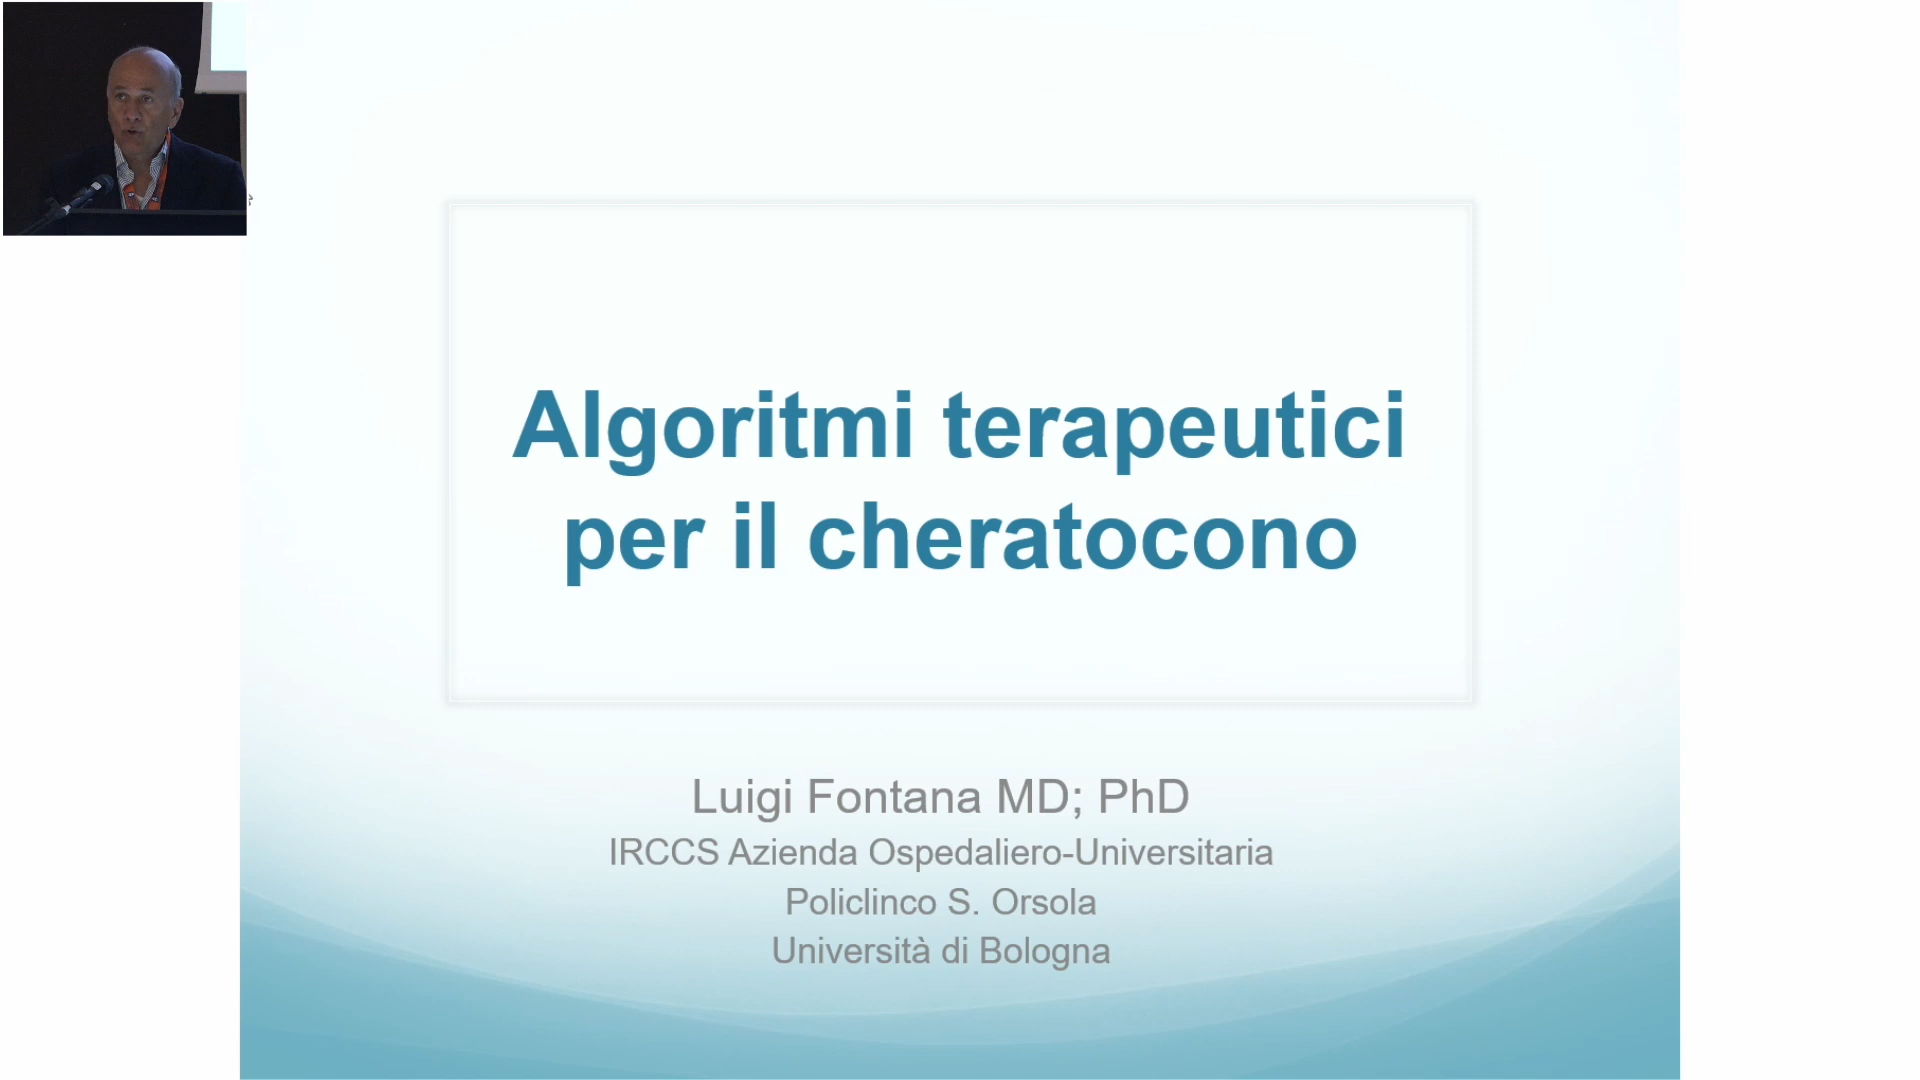 Algoritmi terapeutici
per il cheratocono
Luigi Fontana MD; PhD
IRCCS Azienda Ospedaliero-Universitaria
Policlinco S. Orsola
Università di Bologna